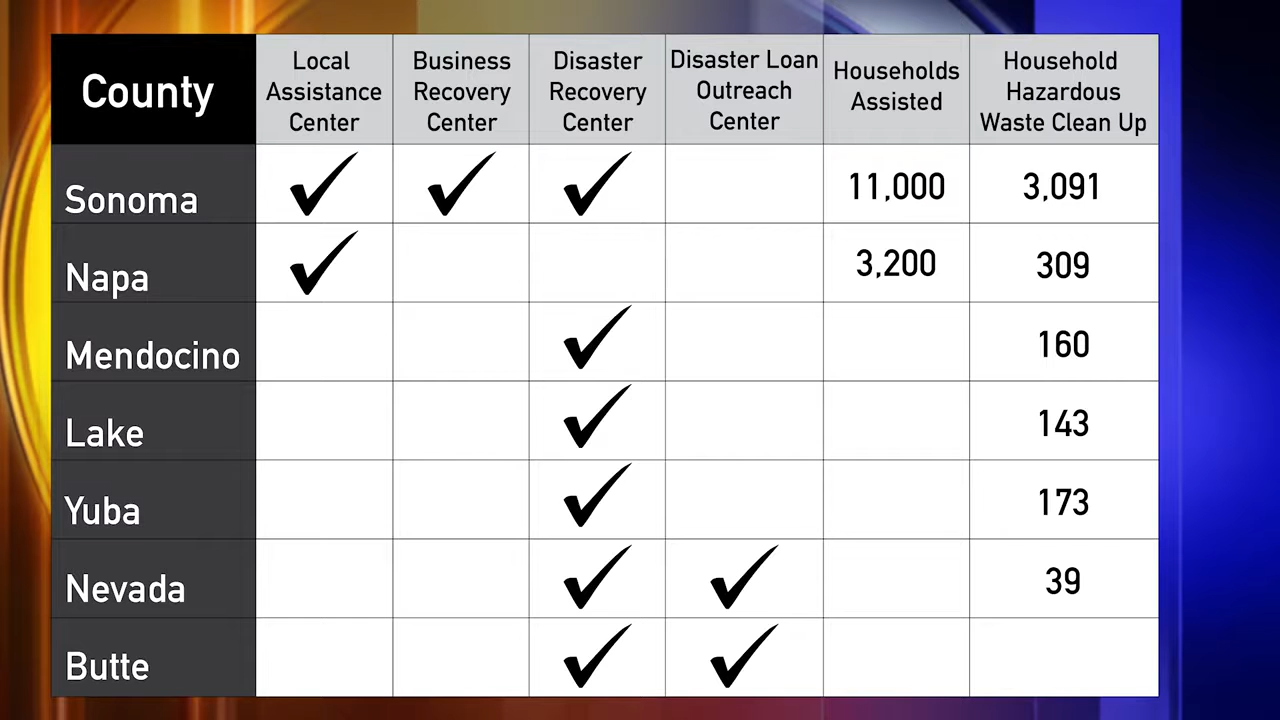 County
Local
Assistance
Center
Business
Recovery
Center
Disaster
Recovery
Center
Disaster Loan
Outreach
Center
Households
Assisted
Household
Hazardous
Waste Clean Up
Sonoma ✓ ✓ ✓ 11,000 3,091
Napa ✓ 3,200 309
Mendocino ✓ 160
Lake ✓ 143
Yuba ✓ 173
Nevada ✓ ✓ 39
Butte ✓ ✓